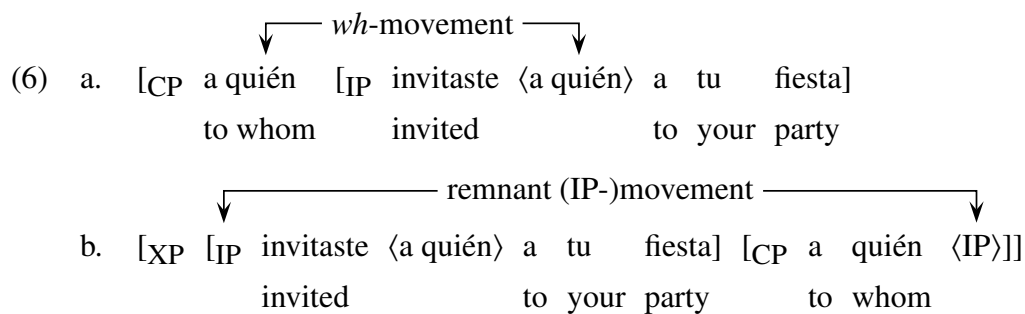 wh-movement
(6) a. [CP a quién [IP invitaste ⟨a quién⟩ a tu fiesta]
to whom invited to your party
remnant (IP-)movement
b. [XP [IP invitaste ⟨a quién⟩ a tu fiesta] [CP a quién ⟨IP⟩]]
invited to your party to whom